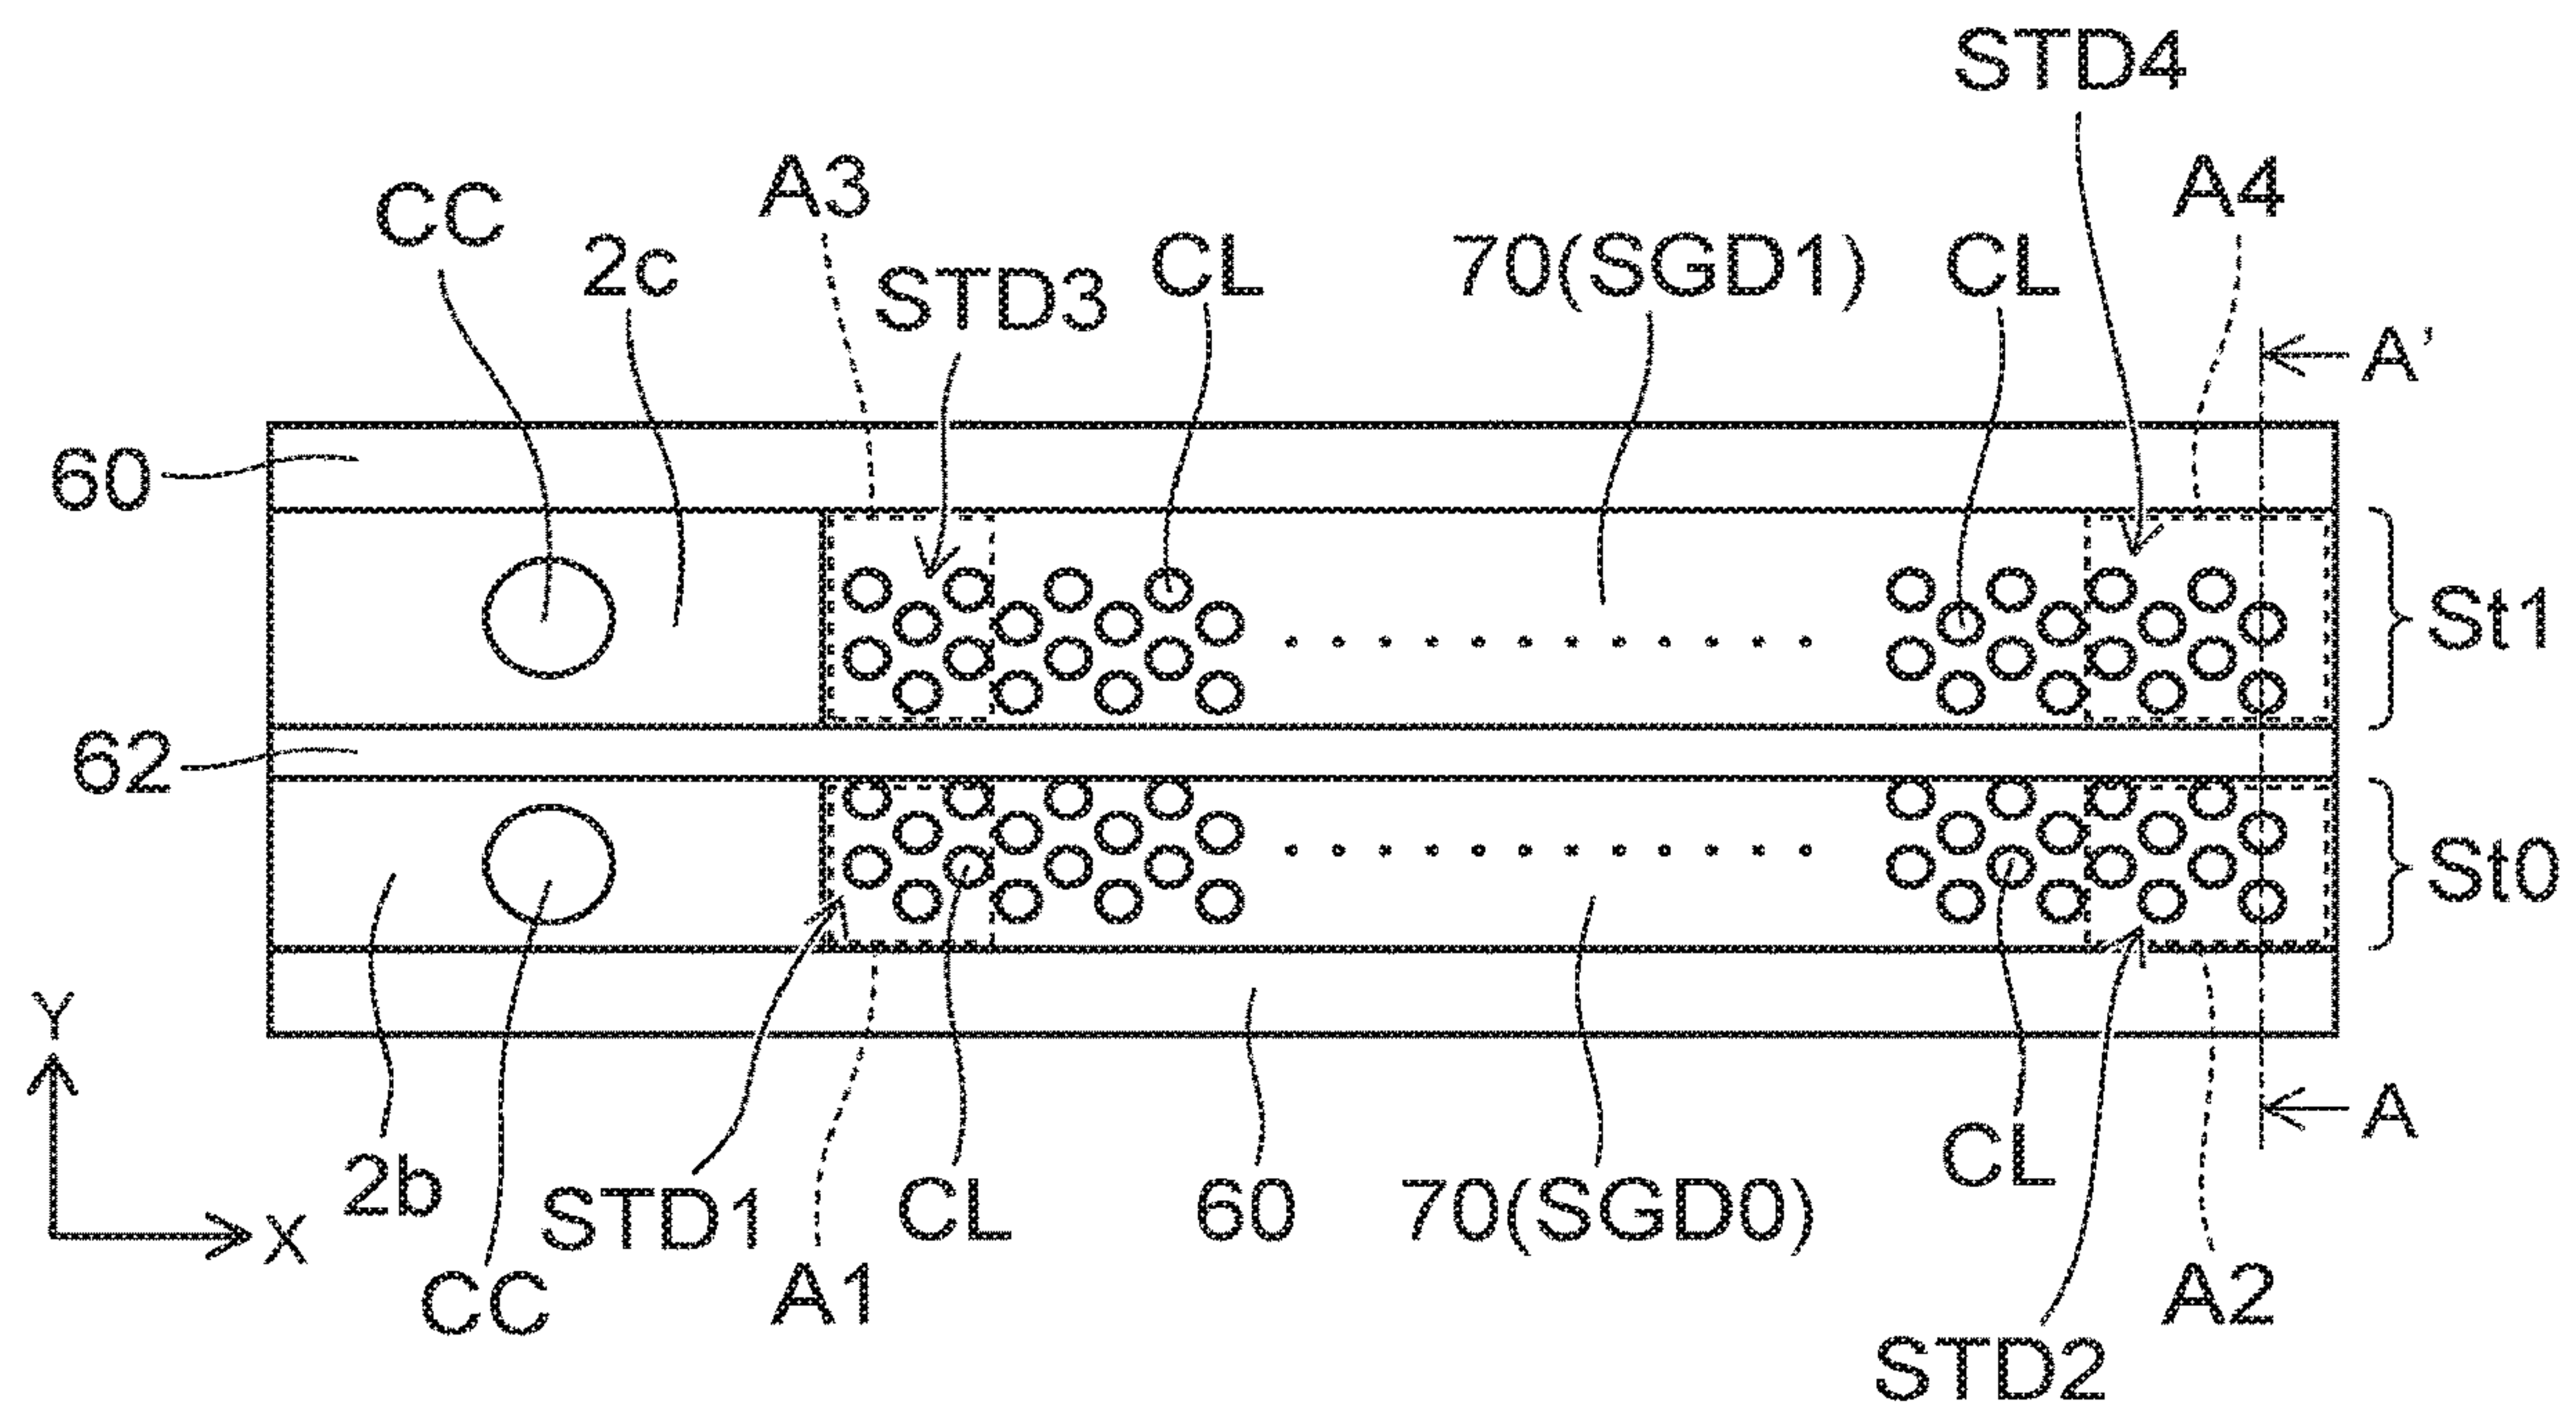 STD4
A3
A4
CC
2c
STD3
CL
70(SGD1)
CL
A’
60
St1
62
St0
Y
X
2b
STD1
CL
60
70(SGD0)
CL
A
CC
A1
A2
STD2